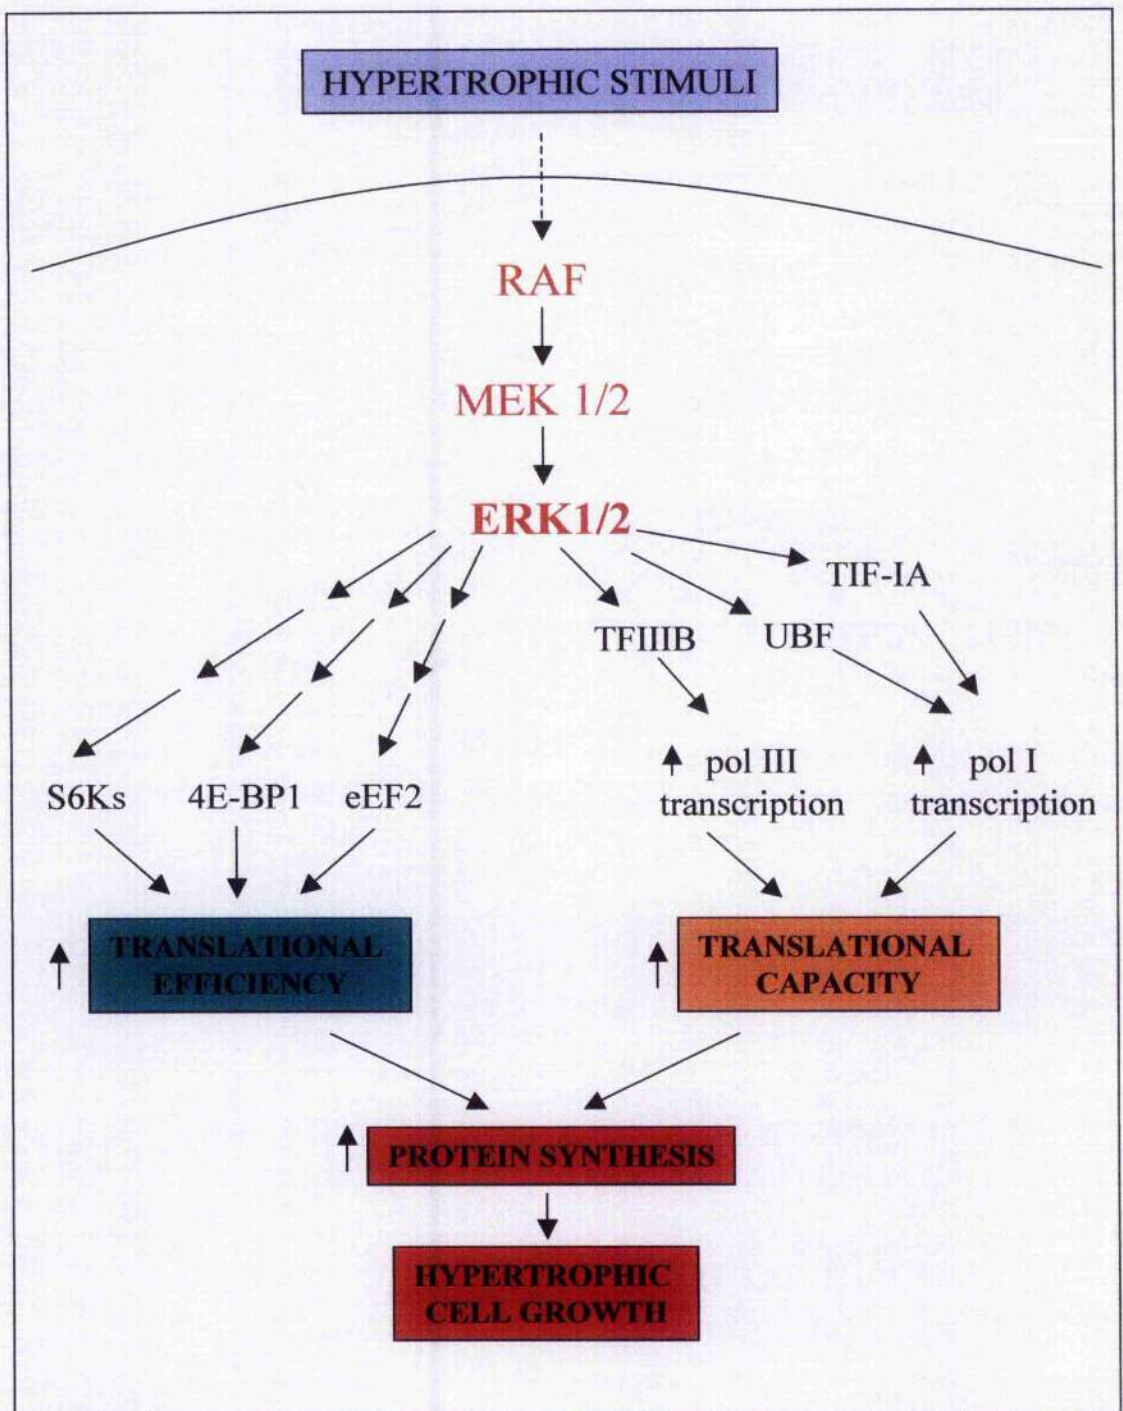 HYPERTROPHIC STIMULI
RAF
MEK 1/2
ERK1/2
TIF-IA
TFIIIB
UBF
S6Ks
4E-BP1
eEF2
pol III
transcription
pol I
transcription
TRANSLATIONAL
EFFICIENCY
TRANSLATIONAL
CAPACITY
PROTEIN SYNTHESIS
HYPERTROPHIC
CELL GROWTH